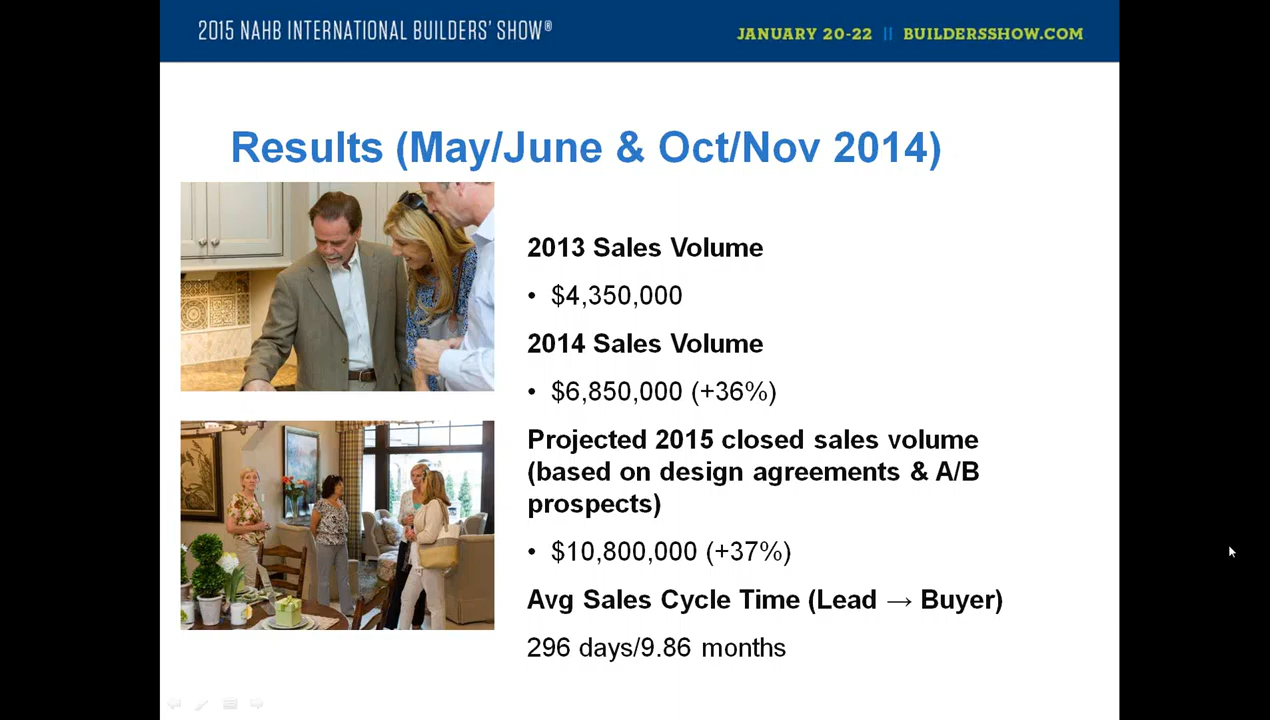 2015 NAHB INTERNATIONAL BUILDERS' SHOW®
JANUARY 20-22 || BUILDERSSHOW.COM
Results (May/June & Oct/Nov 2014)
2013 Sales Volume
• $4,350,000
2014 Sales Volume
• $6,850,000 (+36%)
Projected 2015 closed sales volume
(based on design agreements & A/B
prospects)
• $10,800,000 (+37%)
Avg Sales Cycle Time (Lead → Buyer)
296 days/9.86 months